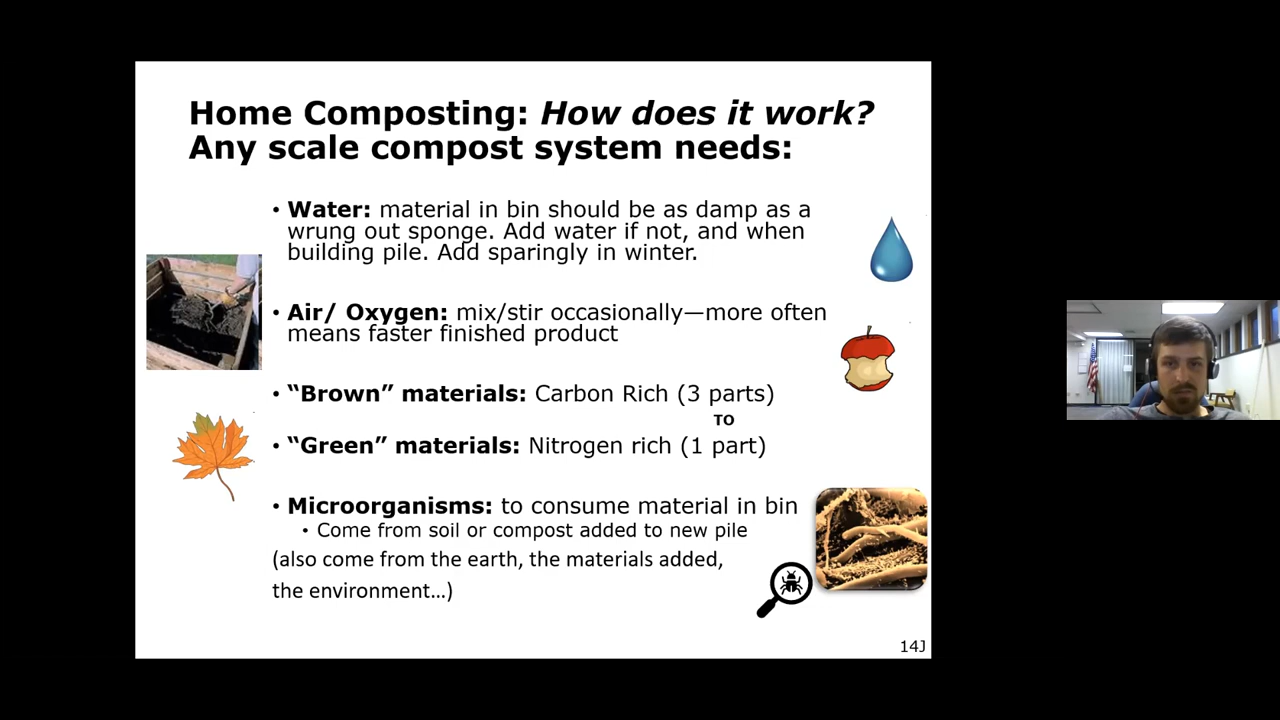 Home Composting: How does it work?
Any scale compost system needs:
• Water: material in bin should be as damp as a
wrung out sponge. Add water if not, and when
building pile. Add sparingly in winter.
• Air/ Oxygen: mix/stir occasionally—more often
means faster finished product
• “Brown” materials: Carbon Rich (3 parts)
TO
• “Green” materials: Nitrogen rich (1 part)
• Microorganisms: to consume material in bin
• Come from soil or compost added to new pile
(also come from the earth, the materials added,
the environment…)
14J